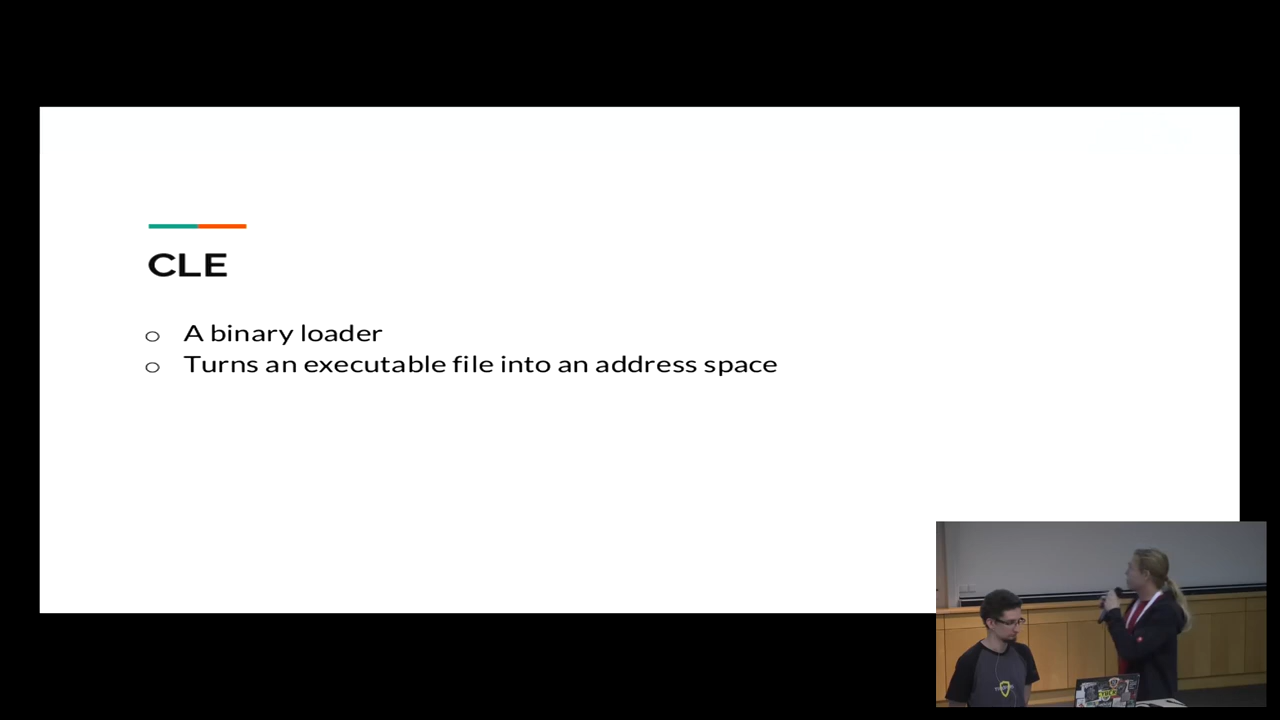 CLE
o A binary loader
o Turns an executable file into an address space